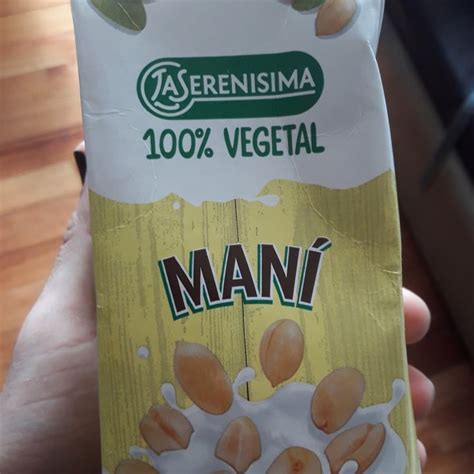 LASERENISIMA
100% VEGETAL
MANÍ